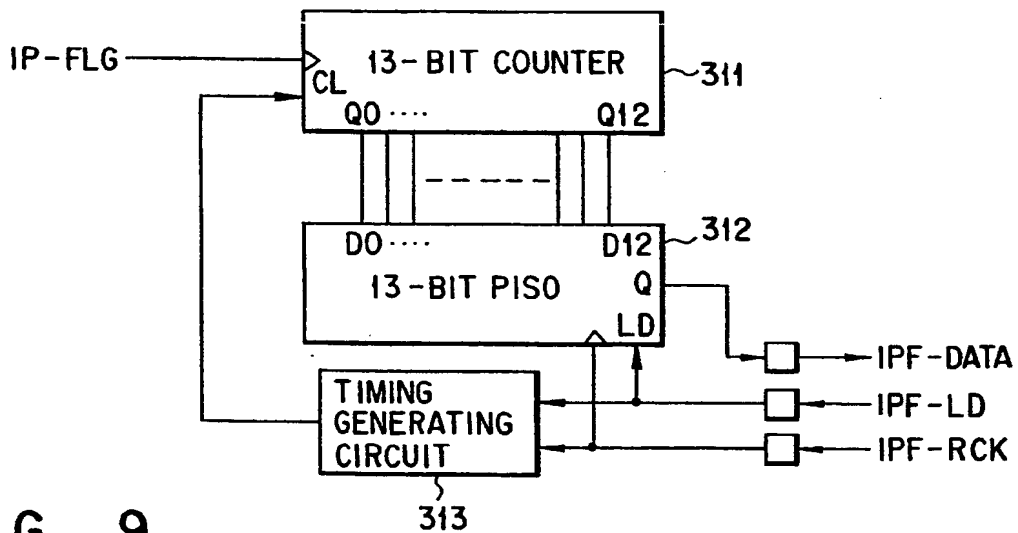 IP-FLG
13-BIT COUNTER
311
CL
Q0 ···· Q12
D0 ···· D12
312
13-BIT PISO
Q
LD
IPF-DATA
TIMING
GENERATING
CIRCUIT
IPF-LD
IPF-RCK
313
G 9